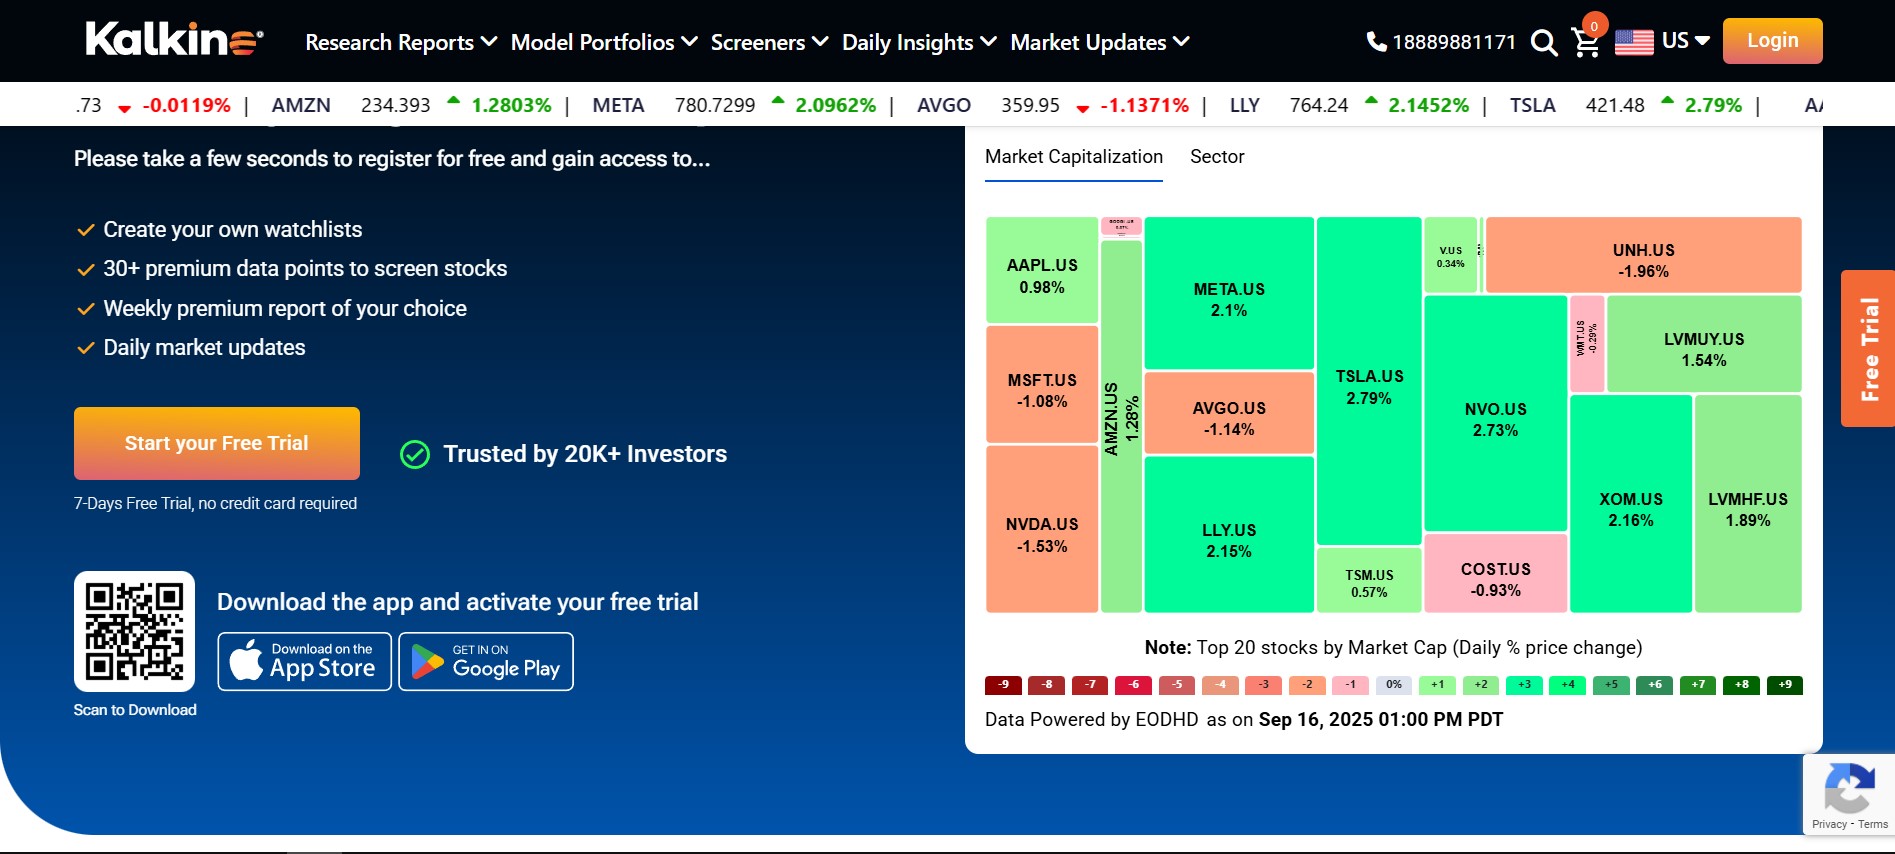 Kalkine
Research Reports
Model Portfolios
Screeners
Daily Insights
Market Updates
18889881171
0
US
Login
.73 -0.0119% | AMZN 234.393 1.2803% | META 780.7299 2.0962% | AVGO 359.95 -1.1371% | LLY 764.24 2.1452% | TSLA 421.48 2.79% |
Please take a few seconds to register for free and gain access to...
Create your own watchlists
30+ premium data points to screen stocks
Weekly premium report of your choice
Daily market updates
Start your Free Trial
Trusted by 20K+ Investors
7-Days Free Trial, no credit card required
Download the app and activate your free trial
Download on the
App Store
GET IN ON
Google Play
Scan to Download
Market Capitalization
Sector
AAPL.US
0.98%
MSFT.US
-1.08%
NVDA.US
-1.53%
AMZN.US
1.28%
META.US
2.1%
AVGO.US
-1.14%
LLY.US
2.15%
TSLA.US
2.79%
TSM.US
0.57%
V.US
0.34%
UNH.US
-1.96%
NVO.US
2.73%
COST.US
-0.93%
WMT.US
-0.29%
LVMUY.US
1.54%
XOM.US
2.16%
LVMHF.US
1.89%
Note: Top 20 stocks by Market Cap (Daily % price change)
-9 -8 -7 -6 -5 -4 -3 -2 -1 0% +1 +2 +3 +4 +5 +6 +7 +8 +9
Data Powered by EODHD as on Sep 16, 2025 01:00 PM PDT
Free Trial
Privacy - Terms